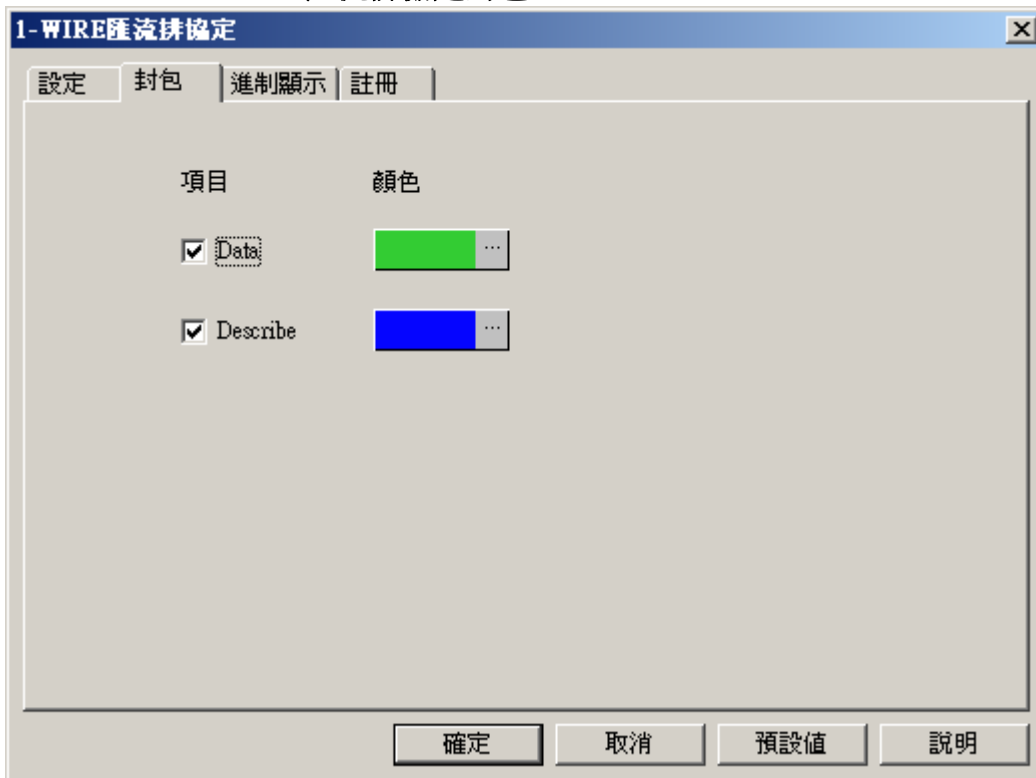 1-WIRE匯流排協定
設定 封包 進制顯示 註冊
項目 顏色
Data ...
Describe ...
確定 取消 預設值 說明